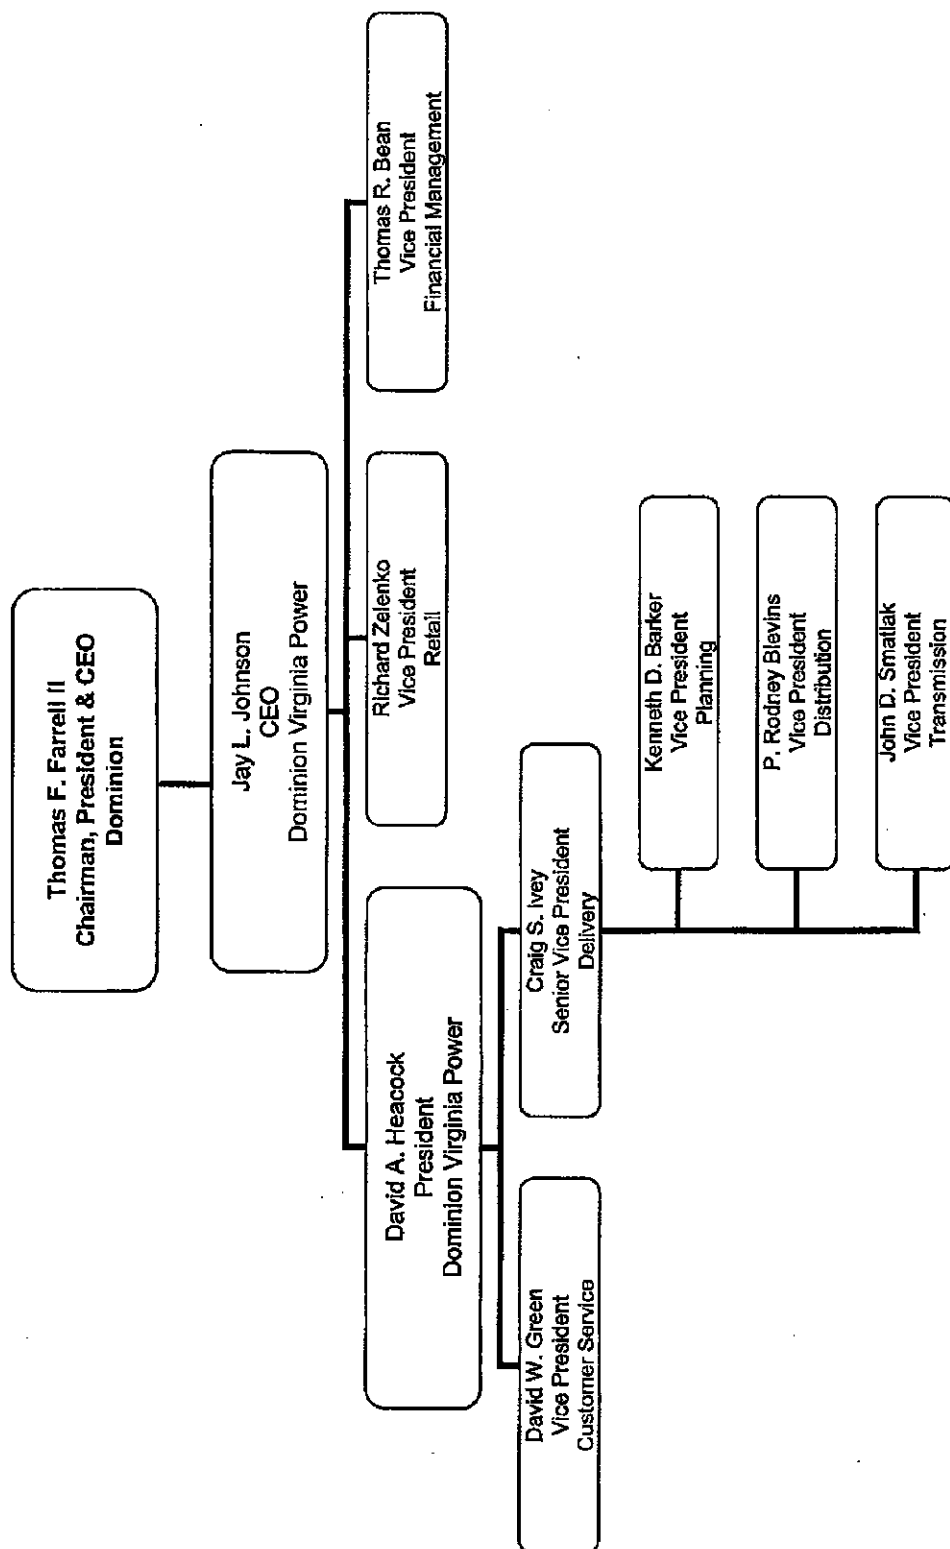 Thomas F. Farrell II
Chairman, President & CEO
Dominion
Jay L. Johnson
CEO
Dominion Virginia Power
David A. Heacock
President
Dominion Virginia Power
Richard Zelenko
Vice President
Retail
Thomas R. Bean
Vice President
Financial Management
David W. Green
Vice President
Customer Service
Craig S. Ivey
Senior Vice President
Delivery
Kenneth D. Barker
Vice President
Planning
P. Rodney Blevins
Vice President
Distribution
John D. Smatlak
Vice President
Transmission